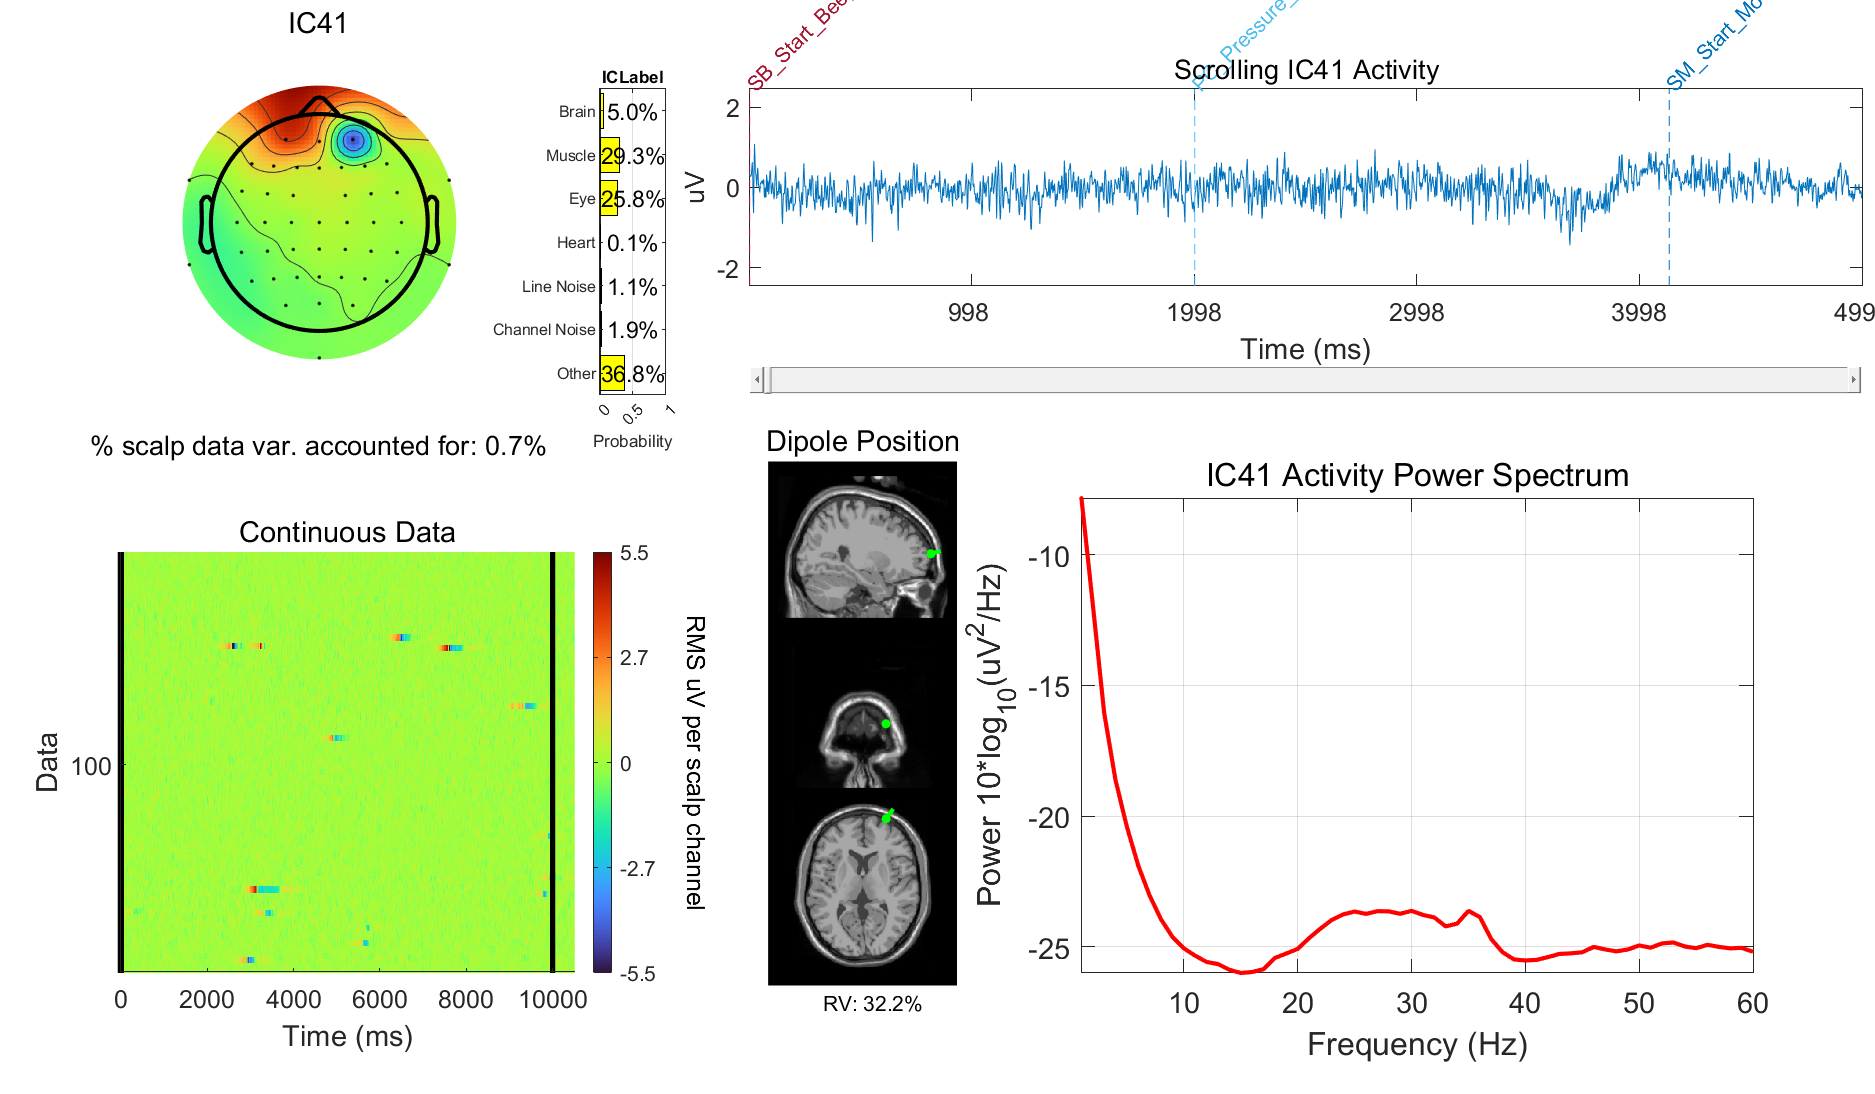 IC41
ICLabel
Brain
5.0%
Muscle
29.3%
Eye
25.8%
Heart
0.1%
Line Noise
1.1%
Channel Noise
1.9%
Other
36.8%
0
0.5
1
Probability
% scalp data var. accounted for: 0.7%
SB_Start_Beep
Pressure_
SM_Start_Mo
Scrolling IC41 Activity
uV
2
0
-2
998
1998
2998
3998
499
Time (ms)
Continuous Data
Data
100
0
2000
4000
6000
8000
10000
Time (ms)
5.5
2.7
0
-2.7
-5.5
RMS uV per scalp channel
Dipole Position
RV: 32.2%
IC41 Activity Power Spectrum
Power 10*log10(uV2/Hz)
-10
-15
-20
-25
10
20
30
40
50
60
Frequency (Hz)